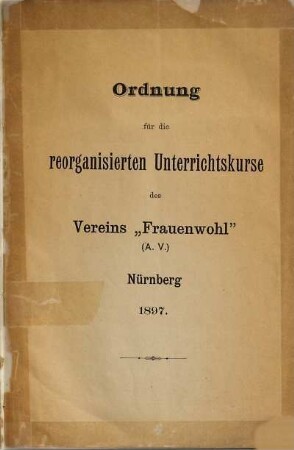 Ordnung
für die
reorganisierten Unterrichtskurse
des
Vereins „Frauenwohl"
(A. V.)
Nürnberg
1897.